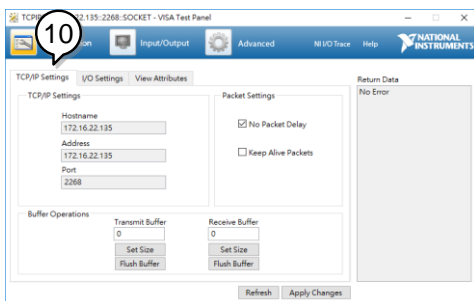 TCPIP 22.135::2268::SOCKET - VISA Test Panel
10
on Input/Output Advanced NI I/O Trace Help NATIONAL INSTRUMENTS
TCP/IP Settings I/O Settings View Attributes Return Data
TCP/IP Settings Packet Settings No Error
Hostname
172.16.22.135 No Packet Delay
Address
172.16.22.135 Keep Alive Packets
Port
2268
Buffer Operations
Transmit Buffer Receive Buffer
0 0
Set Size Set Size
Flush Buffer Flush Buffer
Refresh Apply Changes